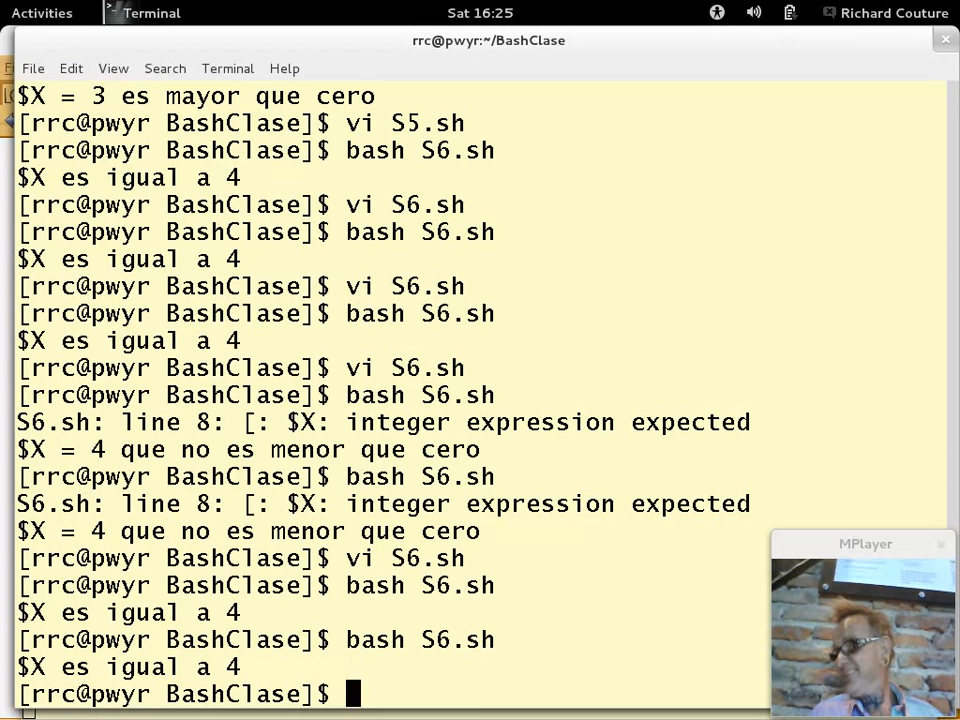 Activities Terminal Sat 16:25 Richard Couture
rrc@pwyr:~/BashClase
File Edit View Search Terminal Help
$X = 3 es mayor que cero
[rrc@pwyr BashClase]$ vi S5.sh
[rrc@pwyr BashClase]$ bash S6.sh
$X es igual a 4
[rrc@pwyr BashClase]$ vi S6.sh
[rrc@pwyr BashClase]$ bash S6.sh
$X es igual a 4
[rrc@pwyr BashClase]$ vi S6.sh
[rrc@pwyr BashClase]$ bash S6.sh
$X es igual a 4
[rrc@pwyr BashClase]$ vi S6.sh
[rrc@pwyr BashClase]$ bash S6.sh
S6.sh: line 8: [: $X: integer expression expected
$X = 4 que no es menor que cero
[rrc@pwyr BashClase]$ bash S6.sh
S6.sh: line 8: [: $X: integer expression expected
$X = 4 que no es menor que cero
[rrc@pwyr BashClase]$ vi S6.sh
[rrc@pwyr BashClase]$ bash S6.sh
$X es igual a 4
[rrc@pwyr BashClase]$ bash S6.sh
$X es igual a 4
[rrc@pwyr BashClase]$
MPlayer